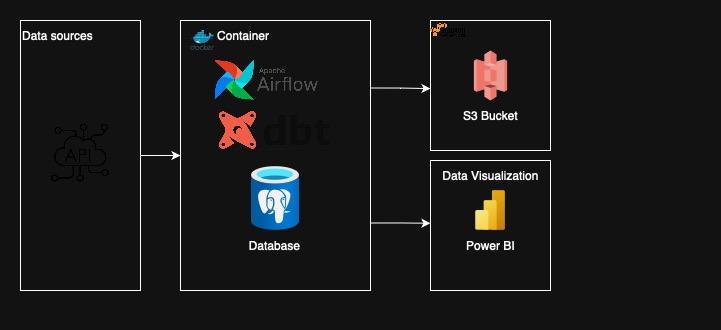 Data sources
API
docker
Container
Apache
Airflow
dbt
Database
S3 Bucket
Data Visualization
Power BI